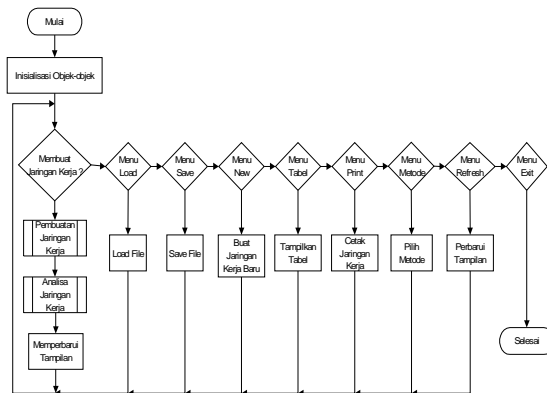 Mulai
Inisialisasi Objek-objek
Membuat
Jaringan Kerja ?
Menu
Load
Menu
Save
Menu
New
Menu
Tabel
Menu
Print
Menu
Metode
Menu
Refresh
Menu
Exit
Pembuatan
Jaringan
Kerja
Load File
Save File
Buat
Jaringan
Kerja Baru
Tampilkan
Tabel
Cetak
Jaringan
Kerja
Pilih
Metode
Perbarui
Tampilan
Analisa
Jaringan
Kerja
Memperbarui
Tampilan
Selesai